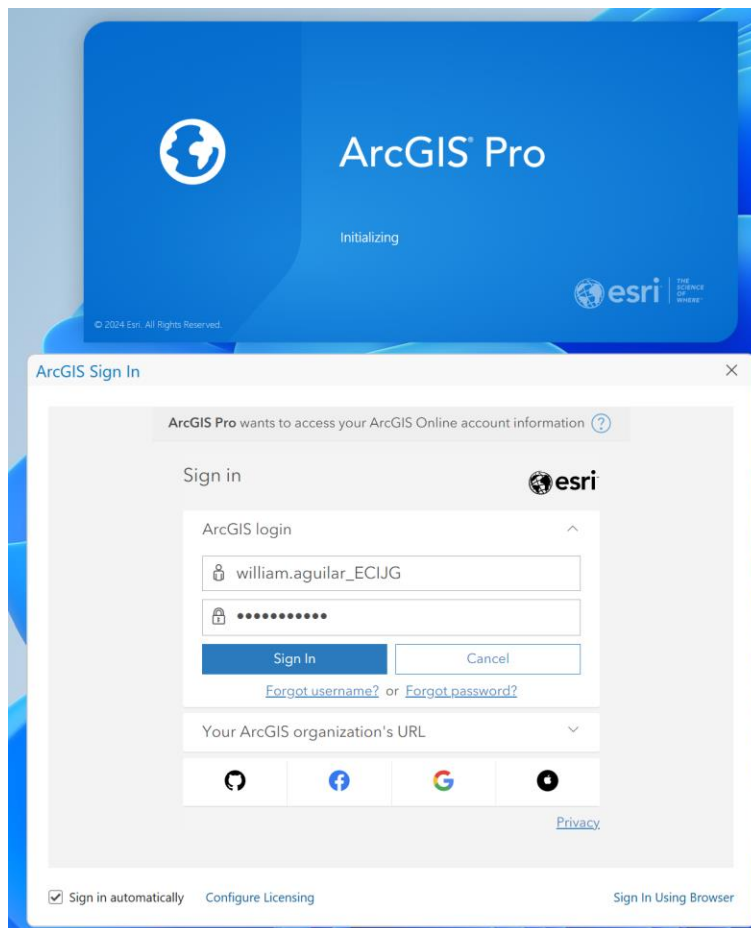 ArcGIS® Pro
Initializing
esri
THE
SCIENCE
OF
WHERE™
© 2024 Esri. All Rights Reserved.
ArcGIS Sign In
ArcGIS Pro wants to access your ArcGIS Online account information ?
Sign in
esri
ArcGIS login
william.aguilar_ECIJG
Sign In Cancel
Forgot username? or Forgot password?
Your ArcGIS organization's URL
Privacy
Sign in automatically Configure Licensing Sign In Using Browser